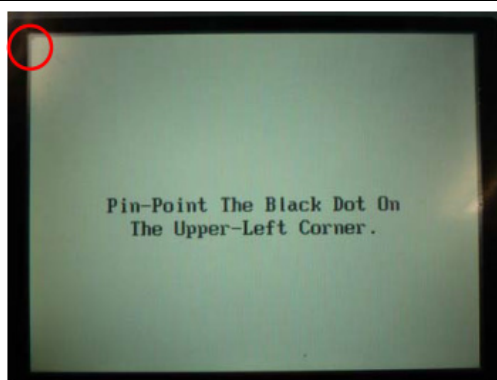 Pin-Point The Black Dot On
The Upper-Left Corner.